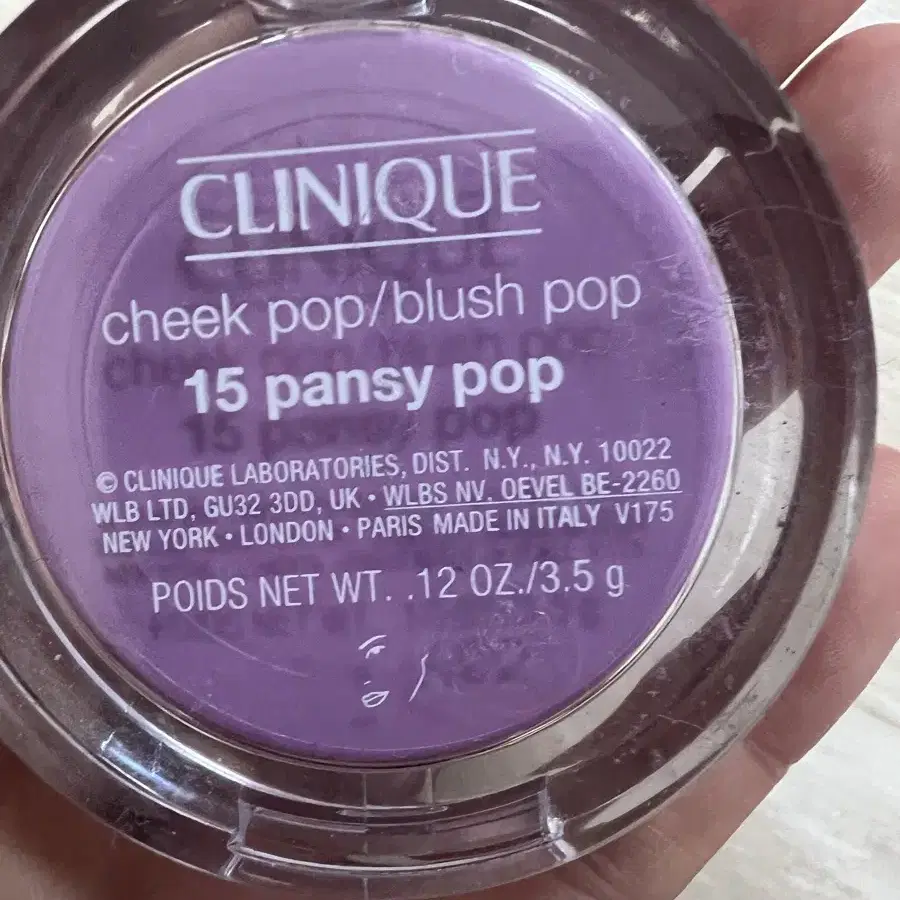 CLINIQUE
cheek pop/blush pop
15 pansy pop
© CLINIQUE LABORATORIES, DIST. N.Y., N.Y. 10022
WLB LTD, GU32 3DD, UK • WLBS NV. OEVEL BE-2260
NEW YORK • LONDON • PARIS MADE IN ITALY V175
POIDS NET WT. .12 OZ./3.5 g